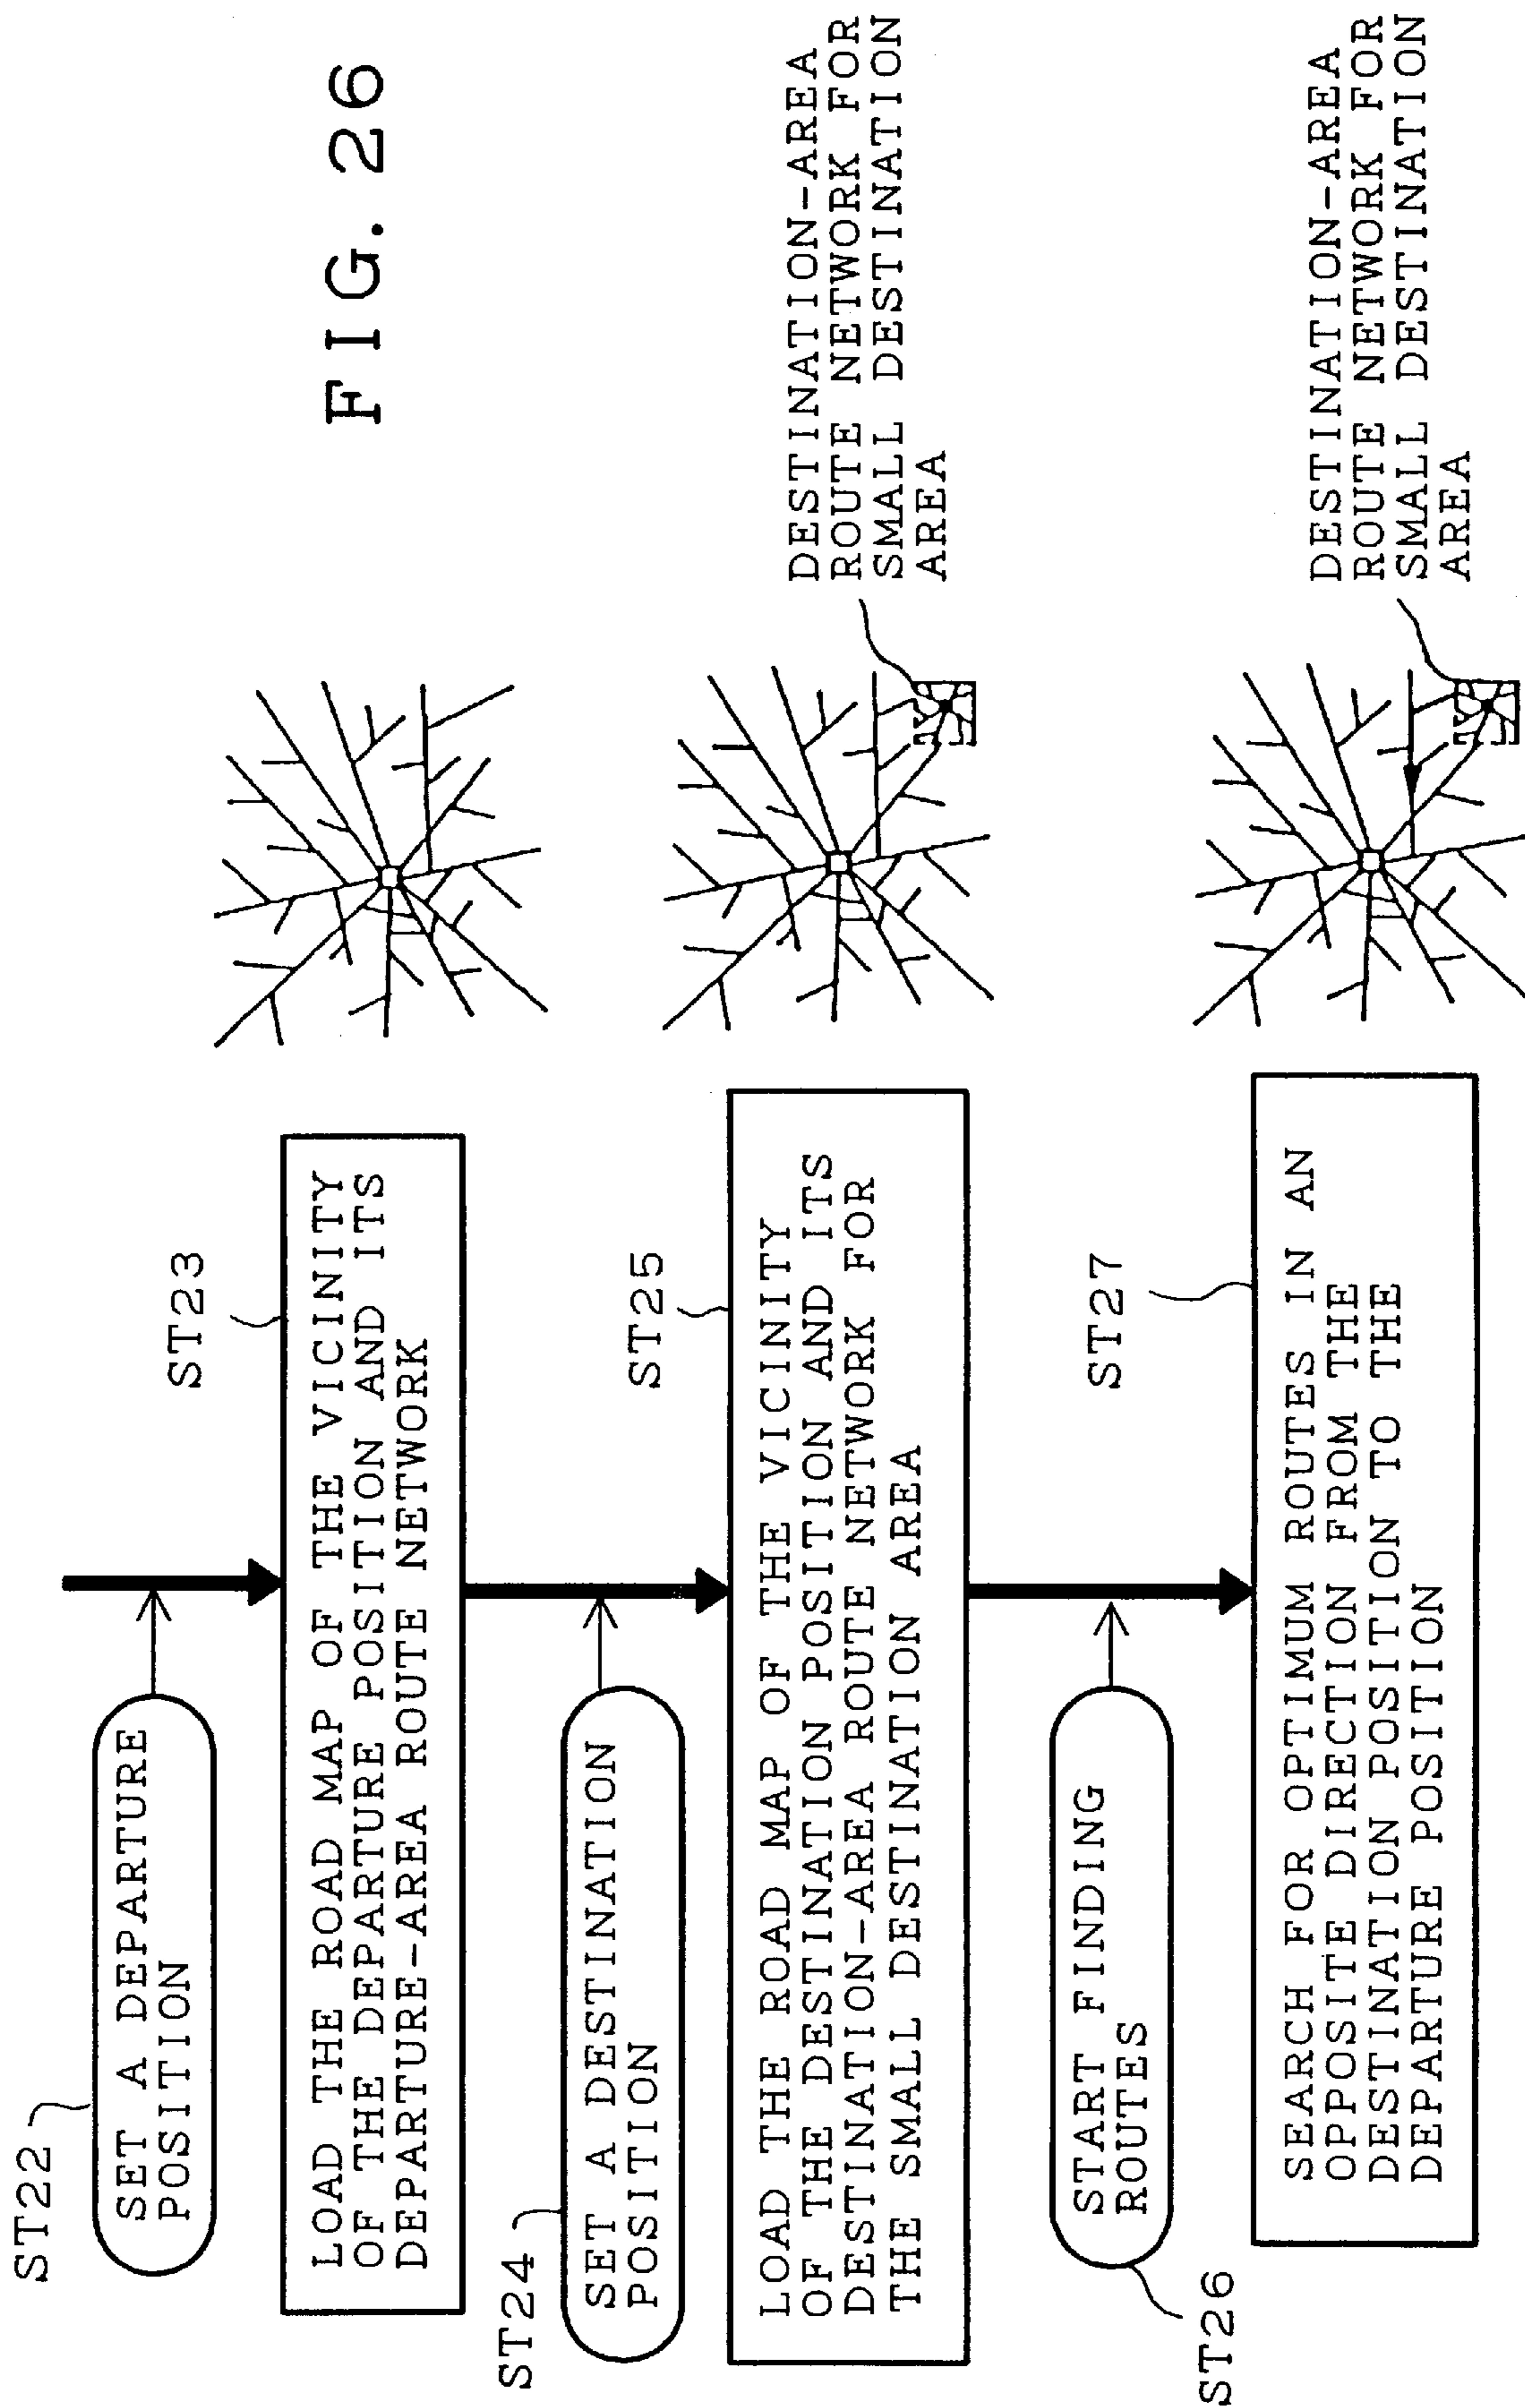 FIG. 26
ST22
SET A DEPARTURE
POSITION
ST23
LOAD THE ROAD MAP OF THE VICINITY
OF THE DEPARTURE POSITION AND ITS
DEPARTURE-AREA ROUTE NETWORK
ST24
SET A DESTINATION
POSITION
ST25
LOAD THE ROAD MAP OF THE VICINITY
OF THE DESTINATION POSITION AND ITS
DESTINATION-AREA ROUTE NETWORK FOR
THE SMALL DESTINATION AREA
DESTINATION-AREA
ROUTE NETWORK FOR
SMALL DESTINATION
AREA
ST26
START FINDING
ROUTES
ST27
SEARCH FOR OPTIMUM ROUTES IN AN
OPPOSITE DIRECTION FROM THE
DESTINATION POSITION TO THE
DEPARTURE POSITION
DESTINATION-AREA
ROUTE NETWORK FOR
SMALL DESTINATION
AREA